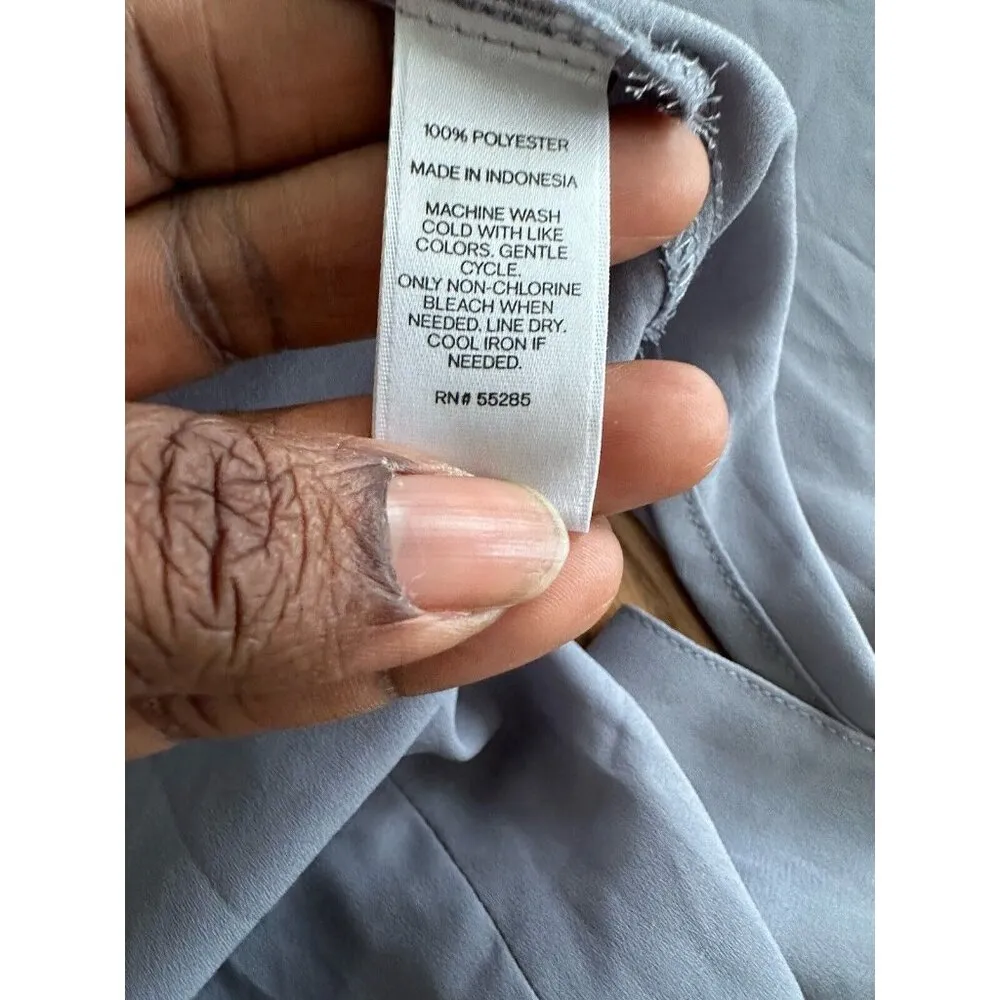 100% POLYESTER
MADE IN INDONESIA
MACHINE WASH
COLD WITH LIKE
COLORS. GENTLE
CYCLE.
ONLY NON-CHLORINE
BLEACH WHEN
NEEDED. LINE DRY.
COOL IRON IF
NEEDED.
RN# 55285